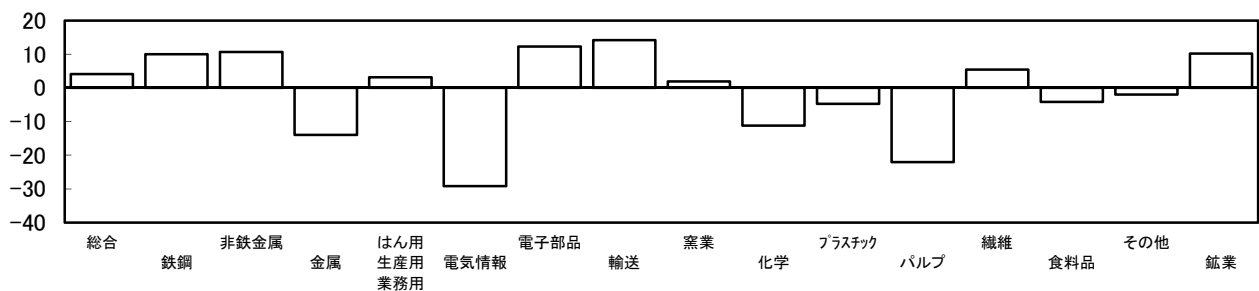 20
10
0
-10
-20
-30
-40
総合
鉄鋼
非鉄金属
金属
はん用
生産用
業務用
電気情報
電子部品
輸送
窯業
化学
プラスチック
パルプ
繊維
食料品
その他
鉱業